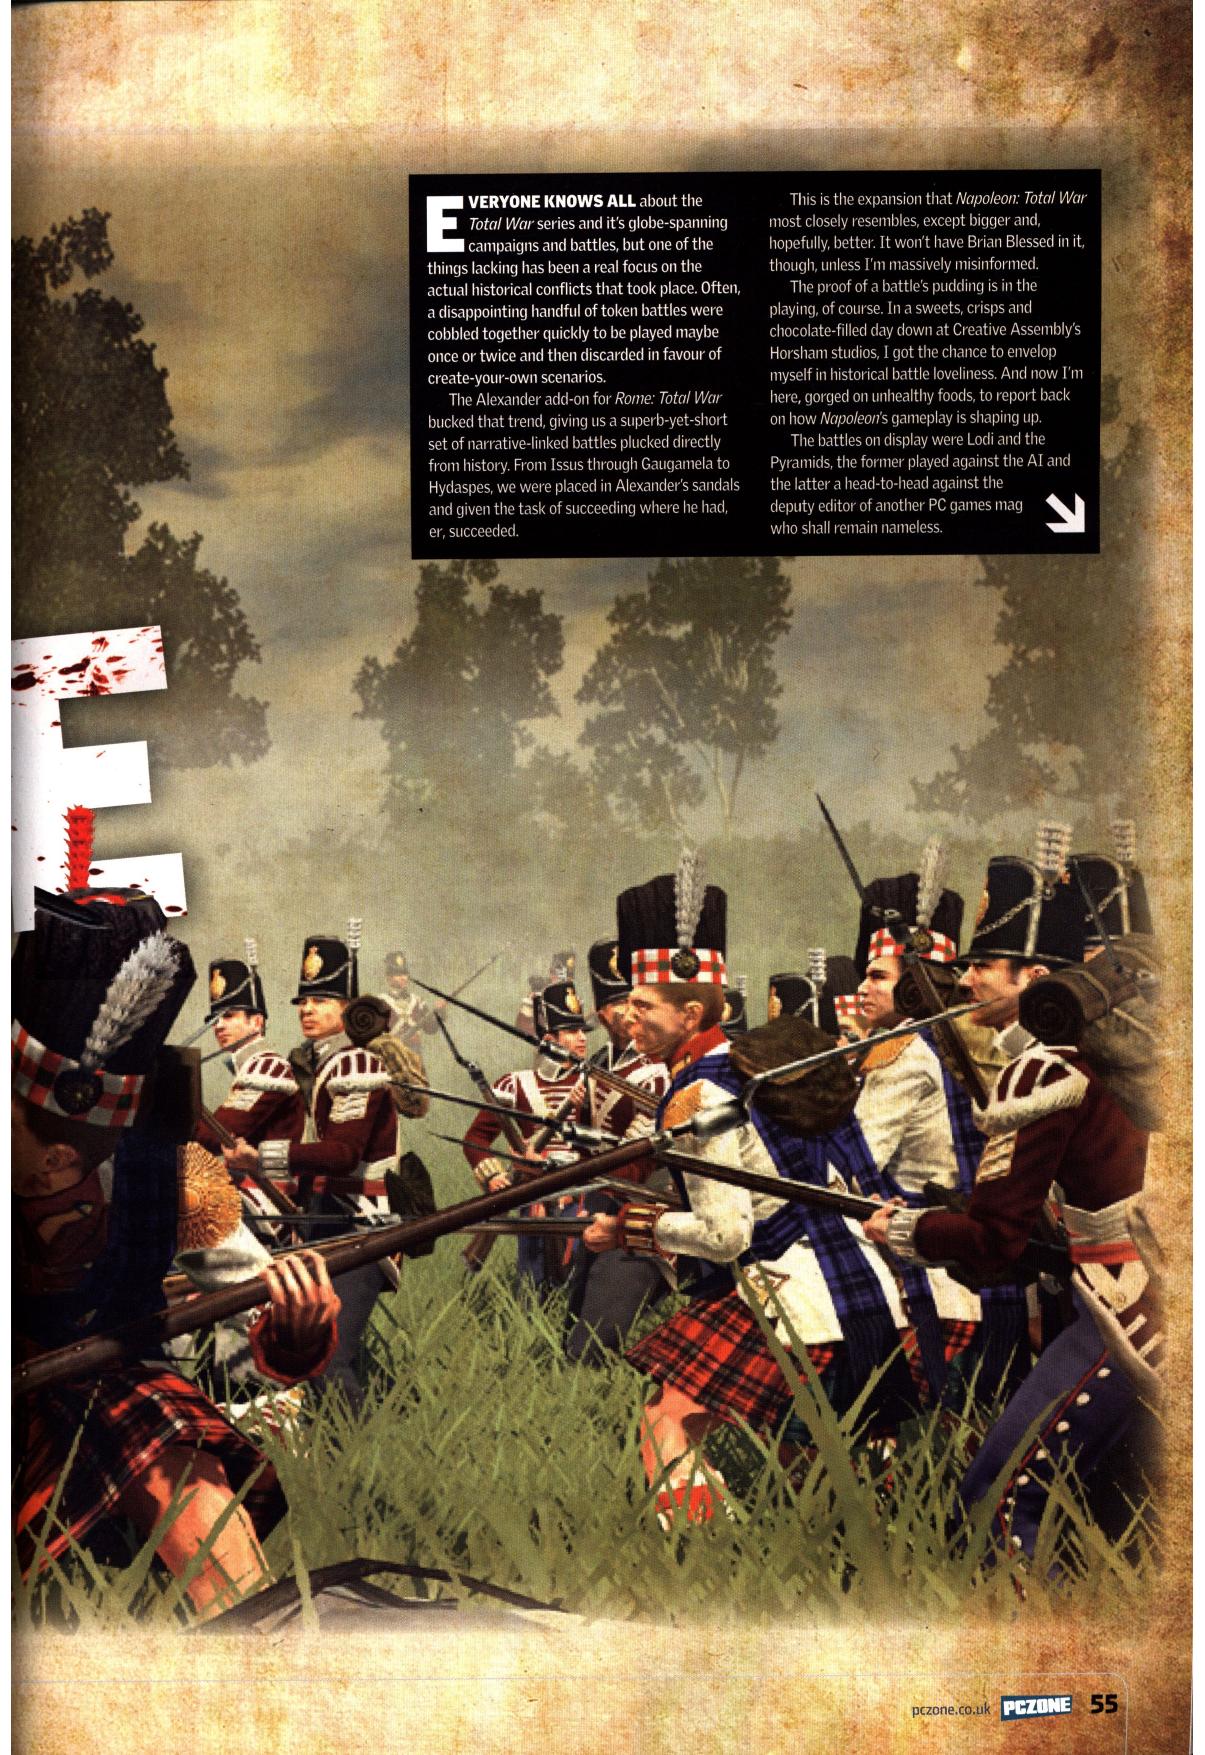 E
EVERYONE KNOWS ALL about the
Total War series and it's globe-spanning
campaigns and battles, but one of the
things lacking has been a real focus on the
actual historical conflicts that took place. Often,
a disappointing handful of token battles were
cobbled together quickly to be played maybe
once or twice and then discarded in favour of
create-your-own scenarios.
The Alexander add-on for Rome: Total War
bucked that trend, giving us a superb-yet-short
set of narrative-linked battles plucked directly
from history. From Issus through Gaugamela to
Hydaspes, we were placed in Alexander's sandals
and given the task of succeeding where he had,
er, succeeded.
This is the expansion that Napoleon: Total War
most closely resembles, except bigger and,
hopefully, better. It won't have Brian Blessed in it,
though, unless I'm massively misinformed.
The proof of a battle's pudding is in the
playing, of course. In a sweets, crisps and
chocolate-filled day down at Creative Assembly's
Horsham studios, I got the chance to envelop
myself in historical battle loveliness. And now I'm
here, gorged on unhealthy foods, to report back
on how Napoleon's gameplay is shaping up.
The battles on display were Lodi and the
Pyramids, the former played against the AI and
the latter a head-to-head against the
deputy editor of another PC games mag
who shall remain nameless.
pczone.co.uk PCZONE 55